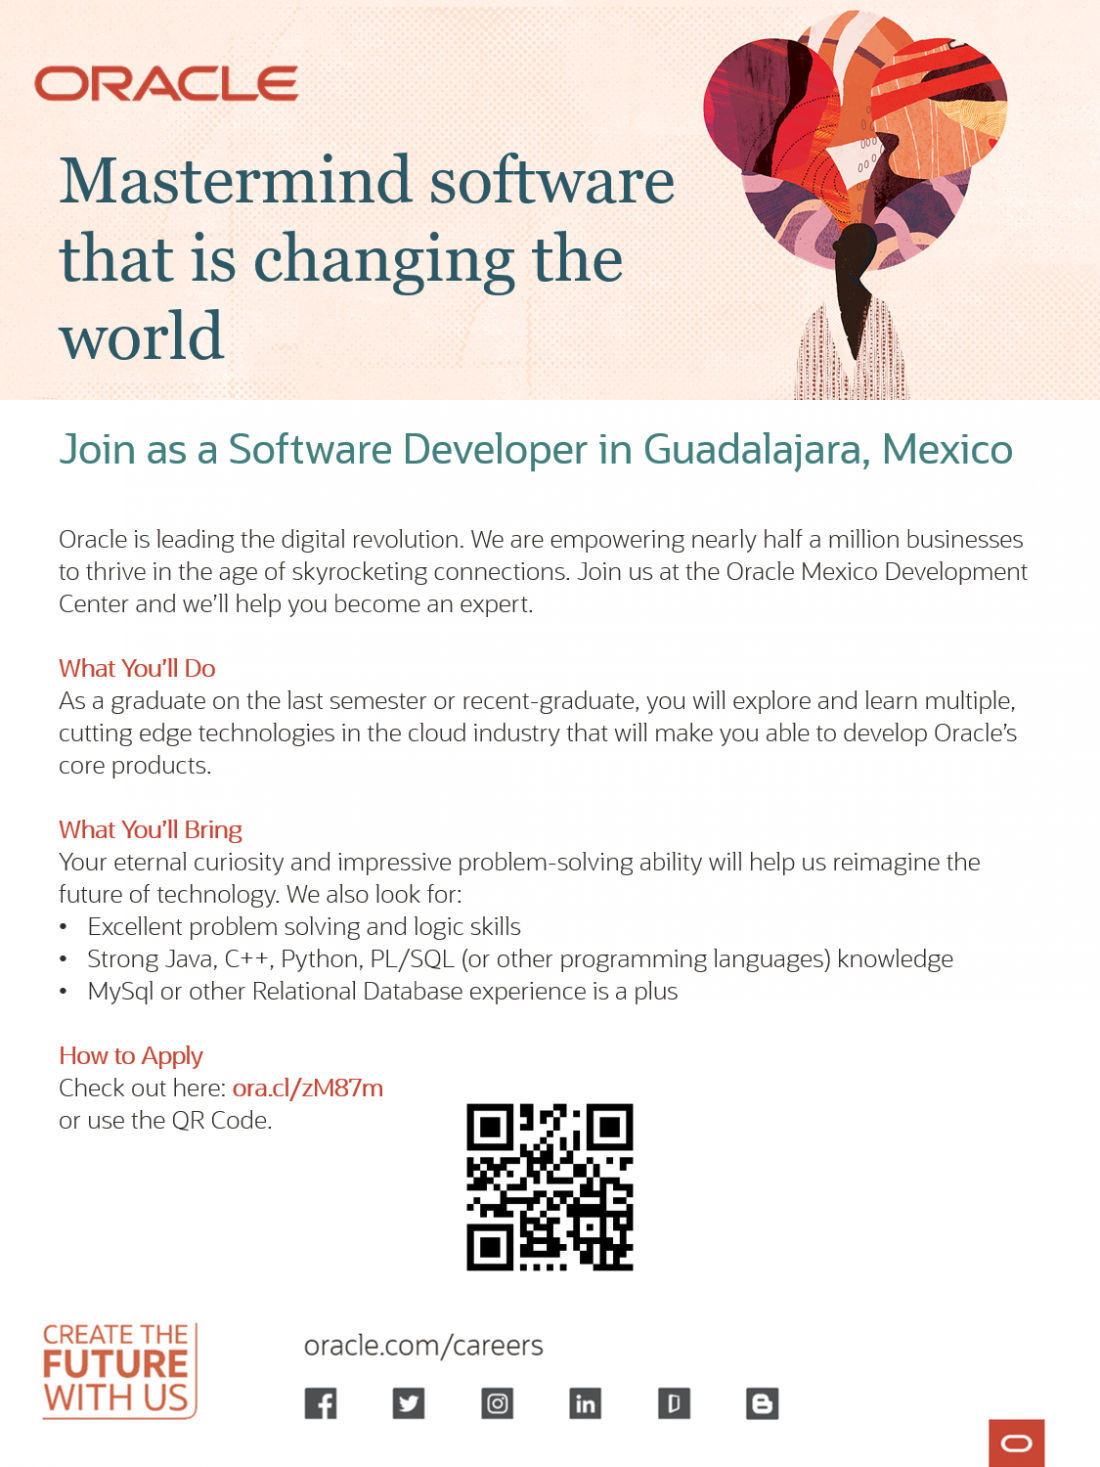 ORACLE
Mastermind software
that is changing the
world
Join as a Software Developer in Guadalajara, Mexico
Oracle is leading the digital revolution. We are empowering nearly half a million businesses
to thrive in the age of skyrocketing connections. Join us at the Oracle Mexico Development
Center and we’ll help you become an expert.
What You’ll Do
As a graduate on the last semester or recent-graduate, you will explore and learn multiple,
cutting edge technologies in the cloud industry that will make you able to develop Oracle’s
core products.
What You’ll Bring
Your eternal curiosity and impressive problem-solving ability will help us reimagine the
future of technology. We also look for:
• Excellent problem solving and logic skills
• Strong Java, C++, Python, PL/SQL (or other programming languages) knowledge
• MySql or other Relational Database experience is a plus
How to Apply
Check out here: ora.cl/zM87m
or use the QR Code.
CREATE THE
FUTURE
WITH US
oracle.com/careers